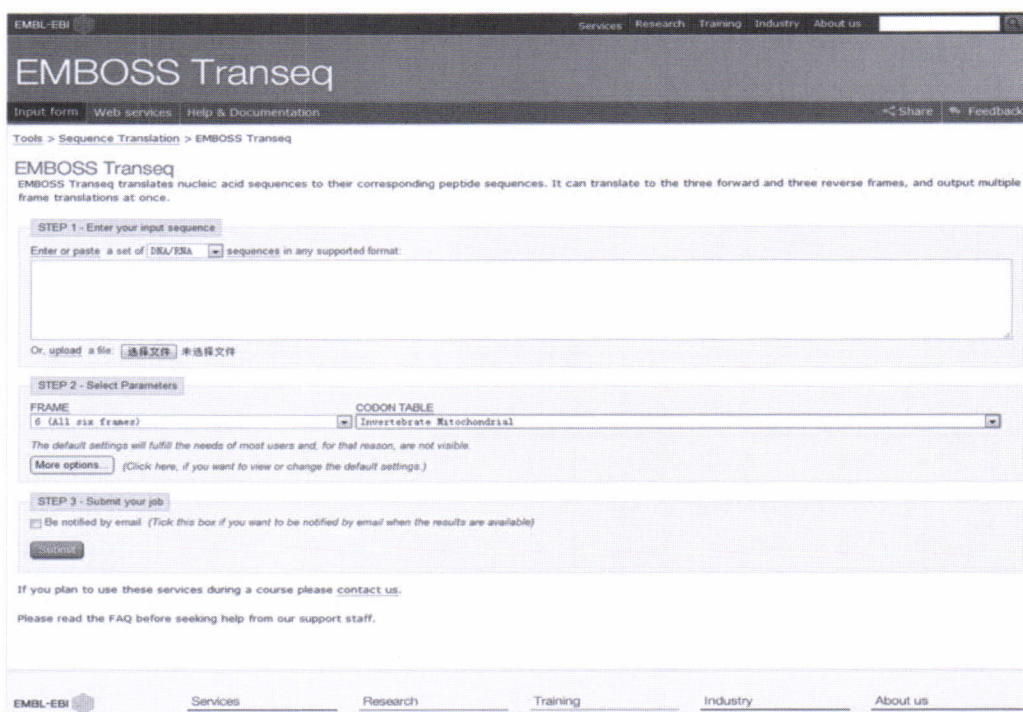 EMBL-EBI Services Research Training Industry About us
EMBOSS Transeq
Input form Web services Help & Documentation Share Feedback
Tools > Sequence Translation > EMBOSS Transeq
EMBOSS Transeq
EMBOSS Transeq translates nucleic acid sequences to their corresponding peptide sequences. It can translate to the three forward and three reverse frames, and output multiple
frame translations at once.
STEP 1 - Enter your input sequence
Enter or paste a set of DNA/RNA sequences in any supported format:
Or, upload a file: 选择文件 未选择文件
STEP 2 - Select Parameters
FRAME CODON TABLE
6 (All six frames) Invertebrate Mitochondrial
The default settings will fulfill the needs of most users and, for that reason, are not visible.
More options... (Click here, if you want to view or change the default settings.)
STEP 3 - Submit your job
Be notified by email (Tick this box if you want to be notified by email when the results are available)
Submit
If you plan to use these services during a course please contact us.
Please read the FAQ before seeking help from our support staff.
EMBL-EBI Services Research Training Industry About us